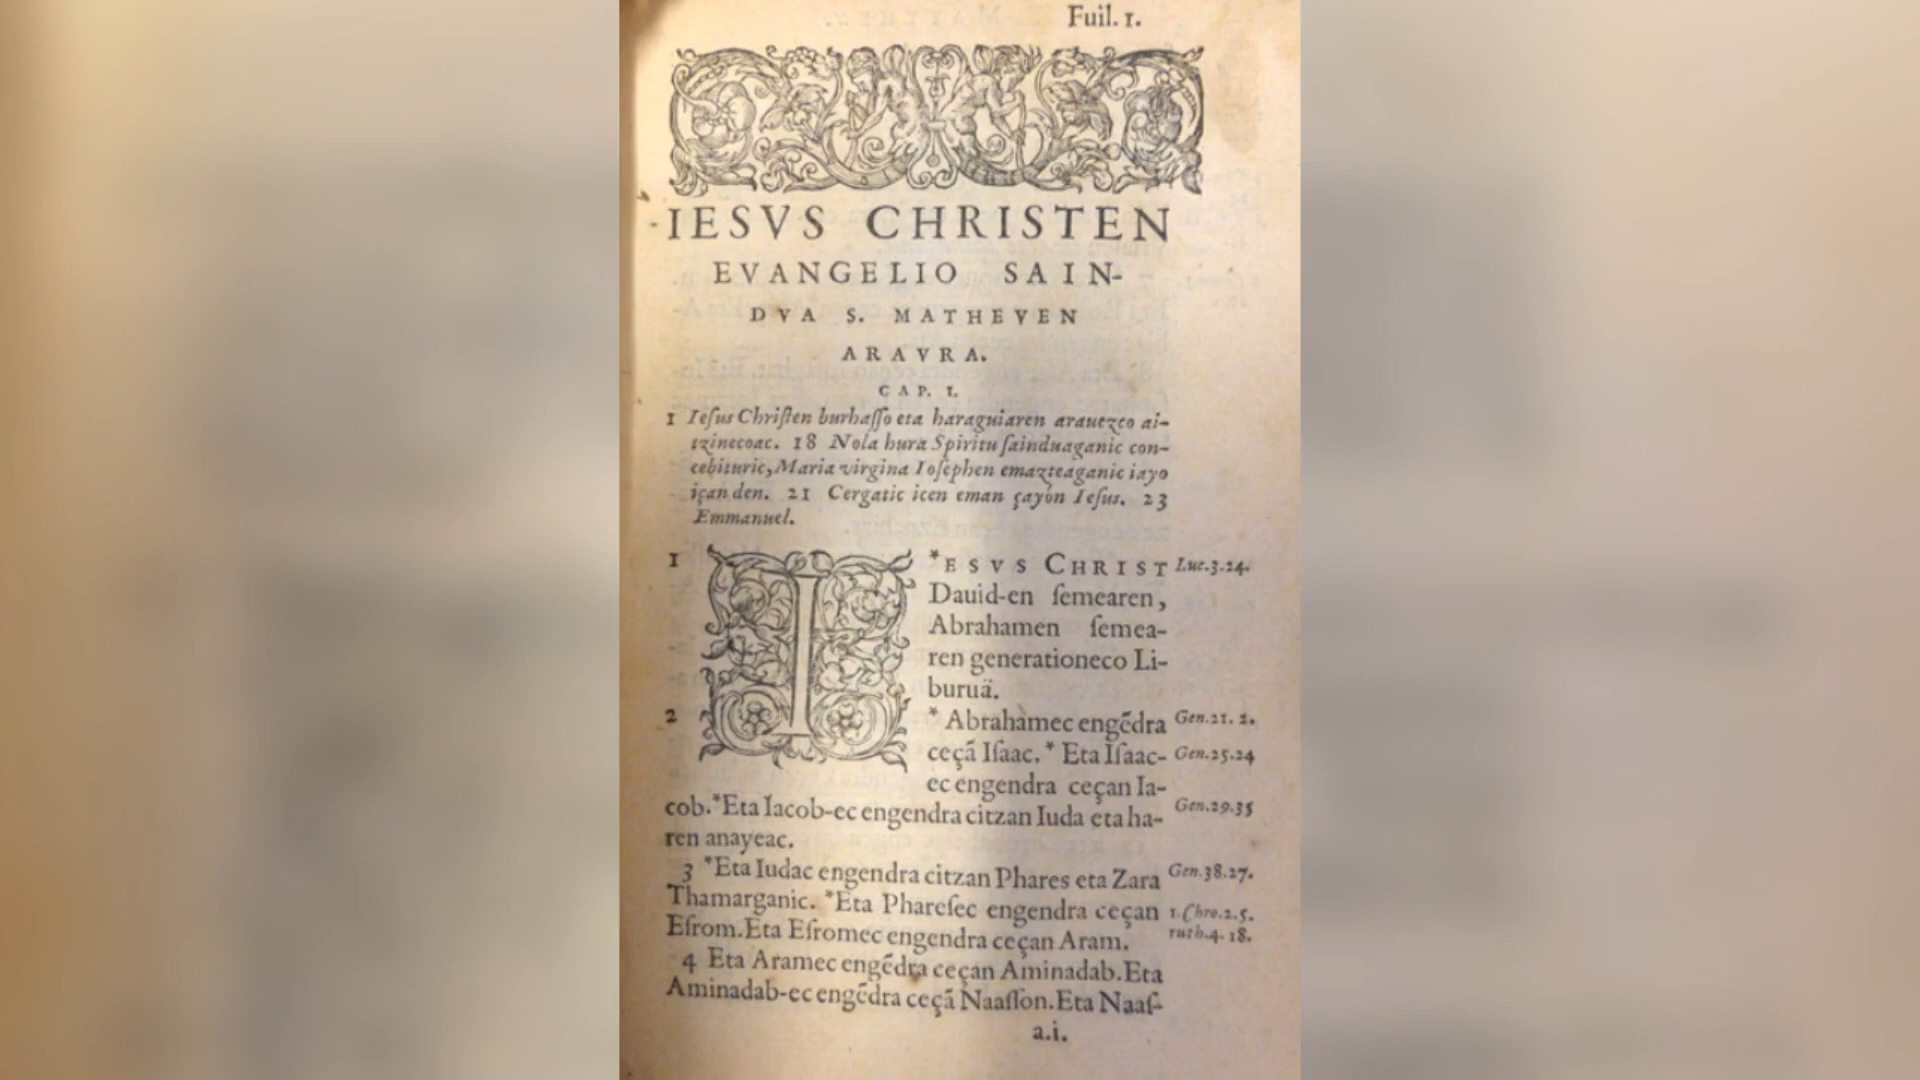 Fuil. 1.
IESVS CHRISTEN
EVANGELIO SAIN-
DVA S. MATHEVEN
ARAVRA.
CAP. I.
1 Ieſus Chriſten burhaſſo eta haraguiaren arauezco ai-
tzinecoac. 18 Nola hura Spiritu ſainduaganic con-
cebituric, Maria virgina Ioſephen emazteaganic iayo
içan den. 21 Cergatic icen eman çayón Ieſus. 23
Emmanuel.
1 *ESVS CHRIST Luc.3.24.
Dauid-en ſemearen,
Abrahamen ſemea-
ren generationeco Li-
buruä.
2 * Abrahamec engẽdra Gen.21. 2.
ceçã Iſaac. * Eta Iſaac- Gen.25.24
ec engendra ceçan Ia-
cob. *Eta Iacob-ec engendra citzan Iuda eta ha- Gen.29.35
ren anayeac.
3 *Eta Iudac engendra citzan Phares eta Zara Gen.38.27.
Thamarganic. *Eta Phareſec engendra ceçan 1.Chro.2.5.
Eſrom. Eta Eſromec engendra ceçan Aram. ruth.4. 18.
4 Eta Aramec engẽdra ceçan Aminadab. Eta
Aminadab-ec engẽdra ceçã Naaſſon. Eta Naaſ-
a.i.